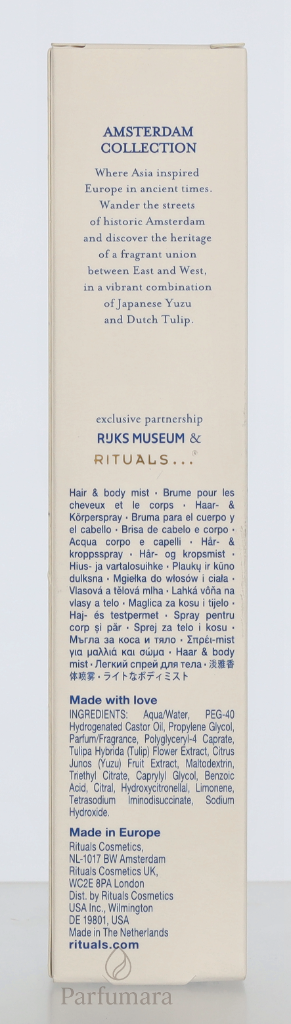 AMSTERDAM
COLLECTION
Where Asia inspired
Europe in ancient times.
Wander the streets
of historic Amsterdam
and discover the heritage
of a fragrant union
between East and West,
in a vibrant combination
of Japanese Yuzu
and Dutch Tulip.
exclusive partnership
RIJKS MUSEUM &
RITUALS...®
Hair & body mist • Brume pour les
cheveux et le corps • Haar- &
Körperspray • Bruma para el cuerpo y
el cabello • Brisa de cabelo e corpo •
Acqua corpo e capelli • Hår- &
kroppsspray • Hår- og kropsmist •
Hius- ja vartalosuihke • Plaukų ir kūno
dulksna • Mgiełka do włosów i ciała •
Vlasová a tělová mlha • Lahká vôňa na
vlasy a telo • Maglica za kosu i tijelo •
Haj- és testpermet • Spray pentru
corp și păr • Sprej za telo i kosu •
Мъгла за коса и тяло • Σπρέι-mist
για μαλλιά και σώμα • Haar & body
mist • Легкий спрей для тела • 淡雅香
体喷雾 • ライトなボディミスト
Made with love
INGREDIENTS: Aqua/Water, PEG-40
Hydrogenated Castor Oil, Propylene Glycol,
Parfum/Fragrance, Polyglyceryl-4 Caprate,
Tulipa Hybrida (Tulip) Flower Extract, Citrus
Junos (Yuzu) Fruit Extract, Maltodextrin,
Triethyl Citrate, Caprylyl Glycol, Benzoic
Acid, Citral, Hydroxycitronellal, Limonene,
Tetrasodium Iminodisuccinate, Sodium
Hydroxide.
Made in Europe
Rituals Cosmetics,
NL-1017 BW Amsterdam
Rituals Cosmetics UK,
WC2E 8PA London
Dist. by Rituals Cosmetics
USA Inc., Wilmington
DE 19801, USA
Made in The Netherlands
rituals.com
Parfumara